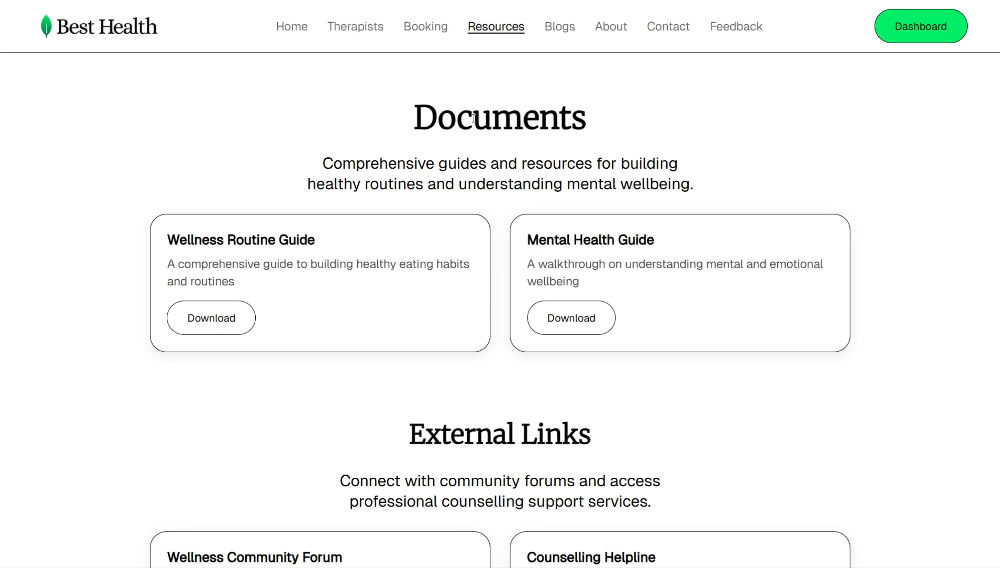 Best Health
Home Therapists Booking Resources Blogs About Contact Feedback
Dashboard
Documents
Comprehensive guides and resources for building
healthy routines and understanding mental wellbeing.
Wellness Routine Guide
A comprehensive guide to building healthy eating habits
and routines
Download
Mental Health Guide
A walkthrough on understanding mental and emotional
wellbeing
Download
External Links
Connect with community forums and access
professional counselling support services.
Wellness Community Forum
Counselling Helpline